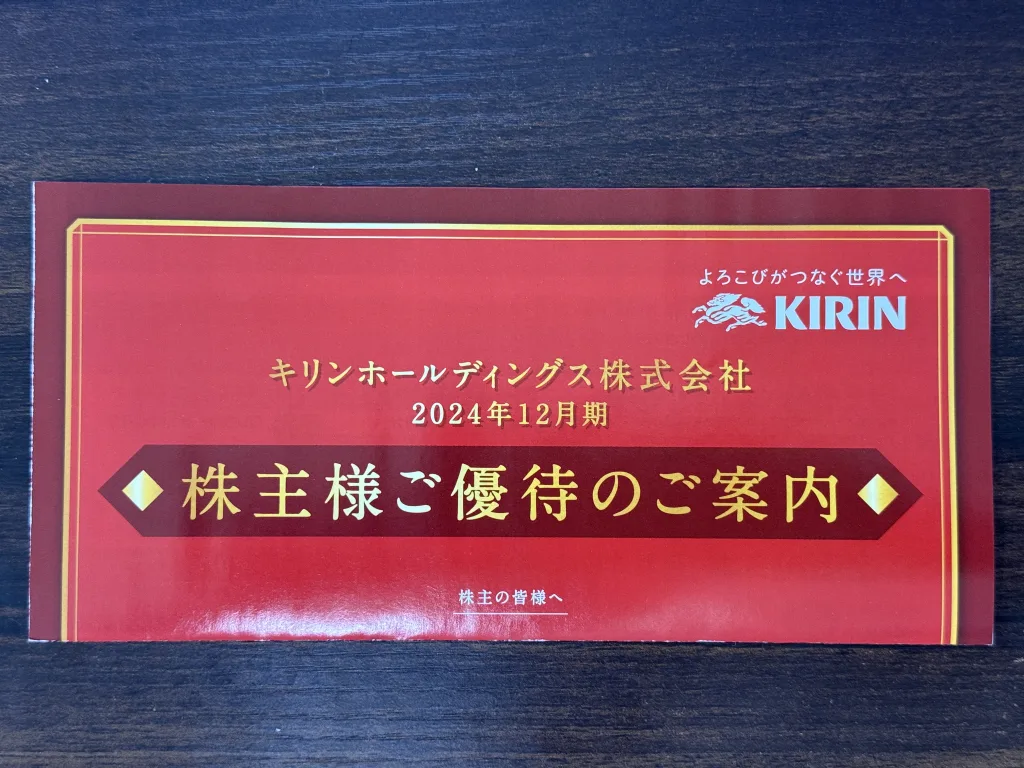 よろこびがつなぐ世界へ
KIRIN
キリンホールディングス株式会社
2024年12月期
株主様ご優待のご案内
株主の皆様へ